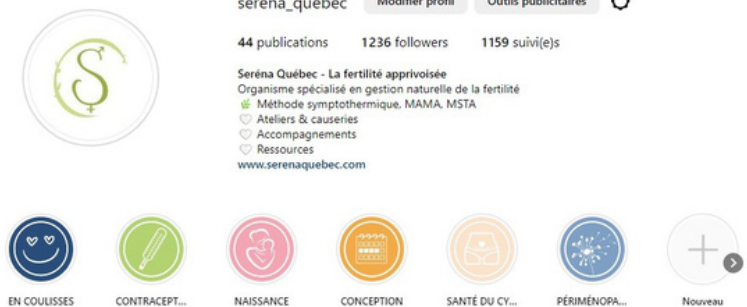 serena_quebec Modifier profil Outils publicitaires
44 publications 1236 followers 1159 suivi(e)s
Seréna Québec - La fertilité apprivoisée
Organisme spécialisé en gestion naturelle de la fertilité
Méthode symptothermique, MAMA, MSTA
Ateliers & causeries
Accompagnements
Ressources
www.serenaquebec.com
EN COULISSES CONTRACEPT... NAISSANCE CONCEPTION SANTÉ DU CY... PÉRIMÉNOPA... Nouveau